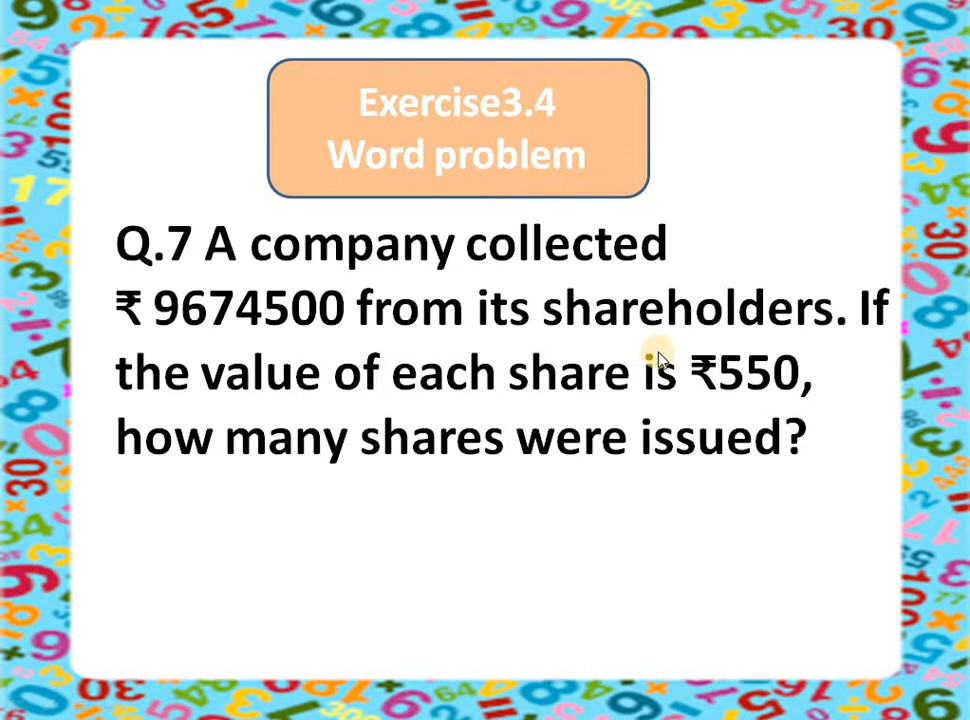 Exercise3.4
Word problem
Q.7 A company collected
₹ 9674500 from its shareholders. If
the value of each share is ₹550,
how many shares were issued?